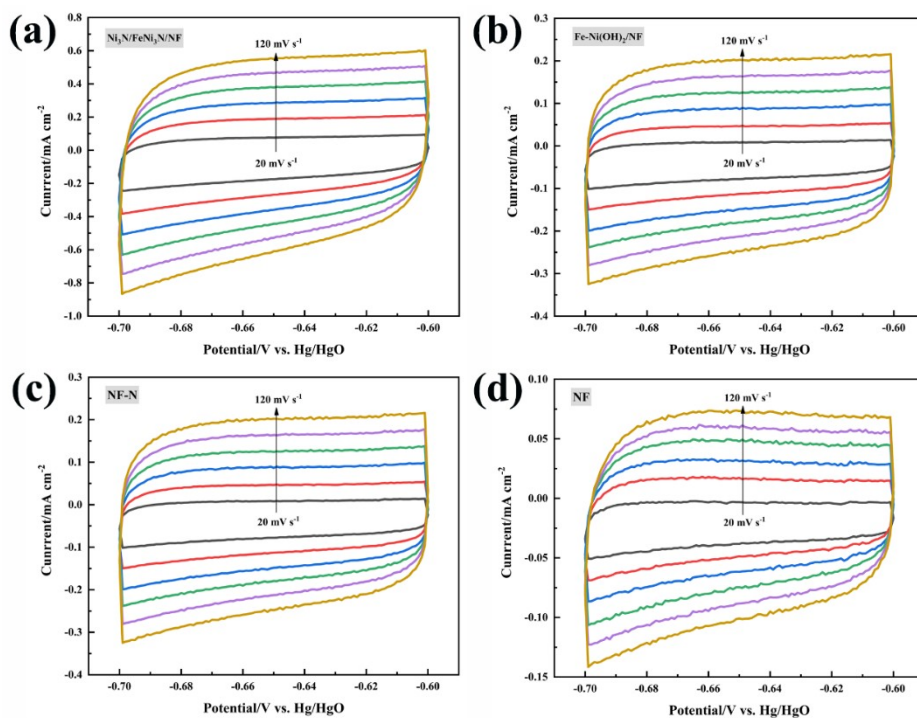 (a)
Ni₃N/FeNi₃N/NF
120 mV s⁻¹
20 mV s⁻¹
0.8
0.6
0.4
0.2
0.0
-0.2
-0.4
-0.6
-0.8
-1.0
Cunrrent/mA cm⁻²
-0.70
-0.68
-0.66
-0.64
-0.62
-0.60
Potential/V vs. Hg/HgO
(b)
Fe-Ni(OH)₂/NF
120 mV s⁻¹
20 mV s⁻¹
0.3
0.2
0.1
0.0
-0.1
-0.2
-0.3
-0.4
Cunrrent/mA cm⁻²
-0.70
-0.68
-0.66
-0.64
-0.62
-0.60
Potential/V vs. Hg/HgO
(c)
NF-N
120 mV s⁻¹
20 mV s⁻¹
0.3
0.2
0.1
0.0
-0.1
-0.2
-0.3
-0.4
Cunrrent/mA cm⁻²
-0.70
-0.68
-0.66
-0.64
-0.62
-0.60
Potential/V vs. Hg/HgO
(d)
NF
120 mV s⁻¹
20 mV s⁻¹
0.10
0.05
0.00
-0.05
-0.10
-0.15
Cunrrent/mA cm⁻²
-0.70
-0.68
-0.66
-0.64
-0.62
-0.60
Potential/V vs. Hg/HgO